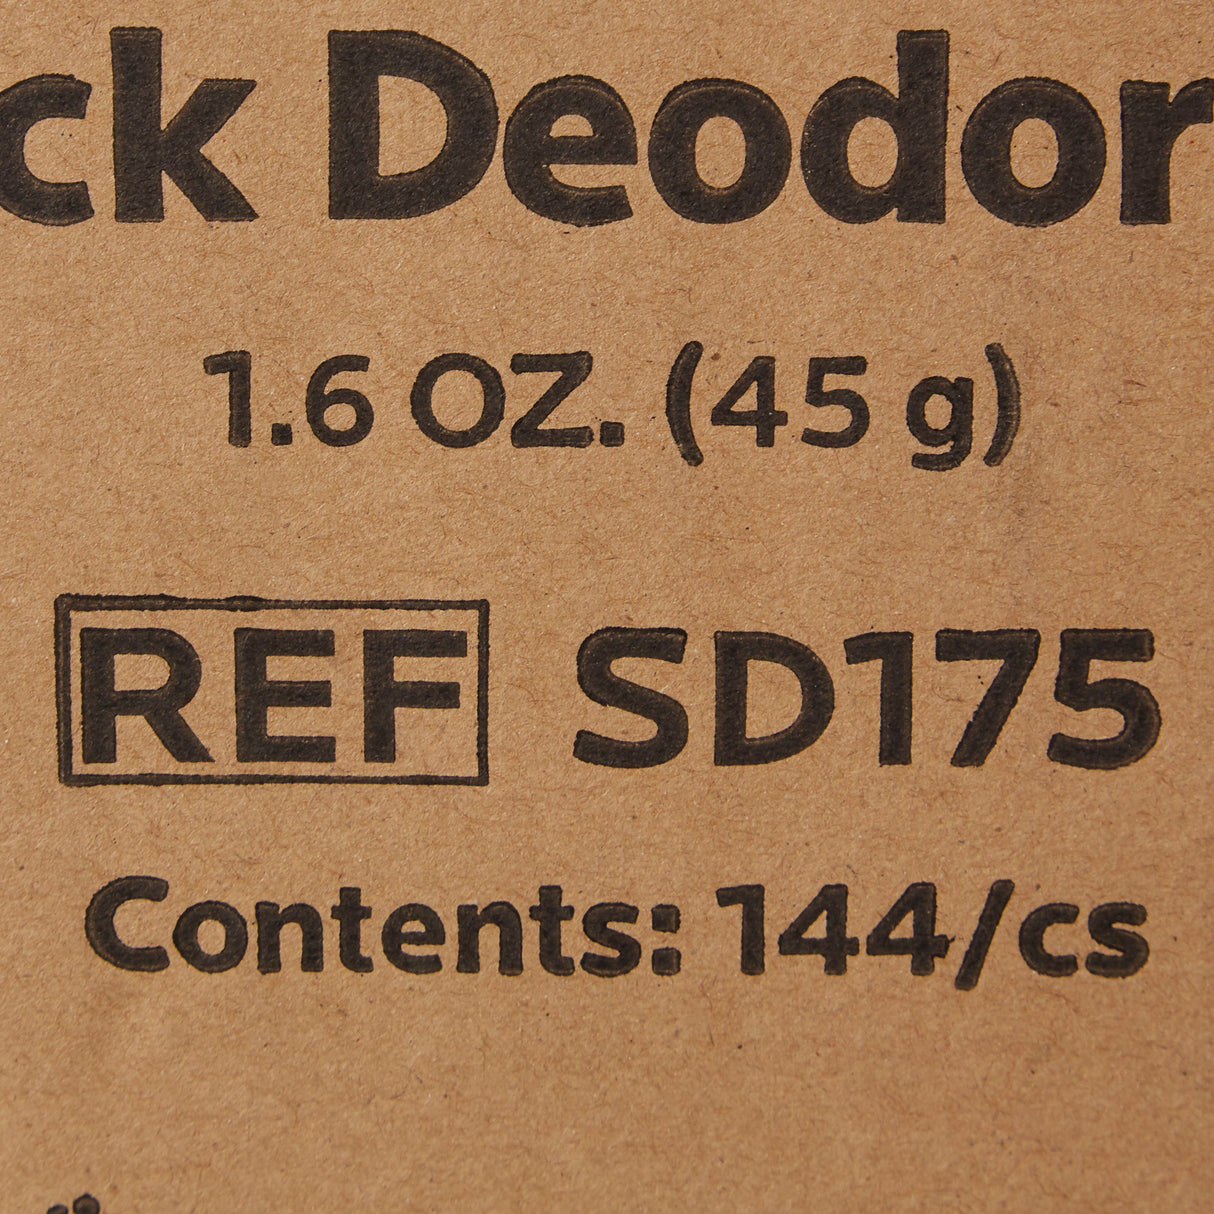 ck Deodor
1.6 OZ. (45 g)
REF SD175
Contents: 144/cs